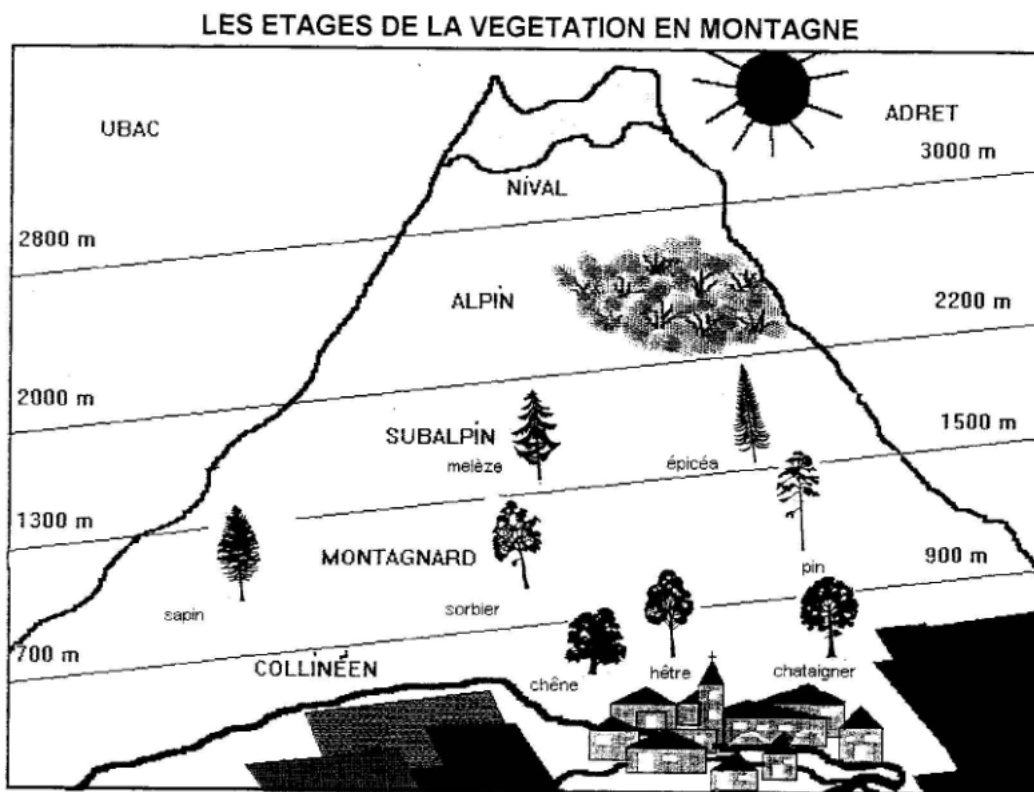 LES ETAGES DE LA VEGETATION EN MONTAGNE
UBAC
ADRET
3000 m
NIVAL
2800 m
ALPIN
2200 m
2000 m
SUBALPIN
1500 m
melèze
épicéa
1300 m
MONTAGNARD
900 m
pin
sapin
sorbier
700 m
COLLINÉEN
chêne
hêtre
chataigner